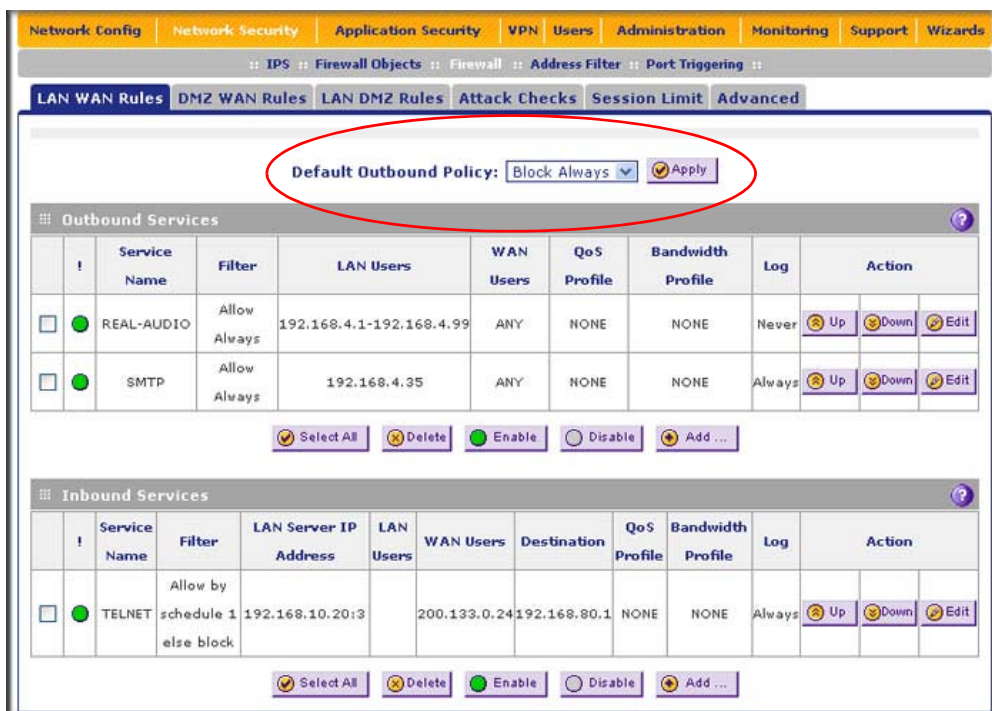 Network Config Network Security Application Security VPN Users Administration Monitoring Support Wizards
:: IPS :: Firewall Objects :: Firewall :: Address Filter :: Port Triggering ::
LAN WAN Rules DMZ WAN Rules LAN DMZ Rules Attack Checks Session Limit Advanced
Default Outbound Policy: Block Always Apply
Outbound Services ?
! Service Name Filter LAN Users WAN Users QoS Profile Bandwidth Profile Log Action
REAL-AUDIO Allow Always 192.168.4.1-192.168.4.99 ANY NONE NONE Never Up Down Edit
SMTP Allow Always 192.168.4.35 ANY NONE NONE Always Up Down Edit
Select All Delete Enable Disable Add ...
Inbound Services ?
! Service Name Filter LAN Server IP Address LAN Users WAN Users Destination QoS Profile Bandwidth Profile Log Action
TELNET Allow by schedule 1 else block 192.168.10.20:3 200.133.0.24 192.168.80.1 NONE NONE Always Up Down Edit
Select All Delete Enable Disable Add ...